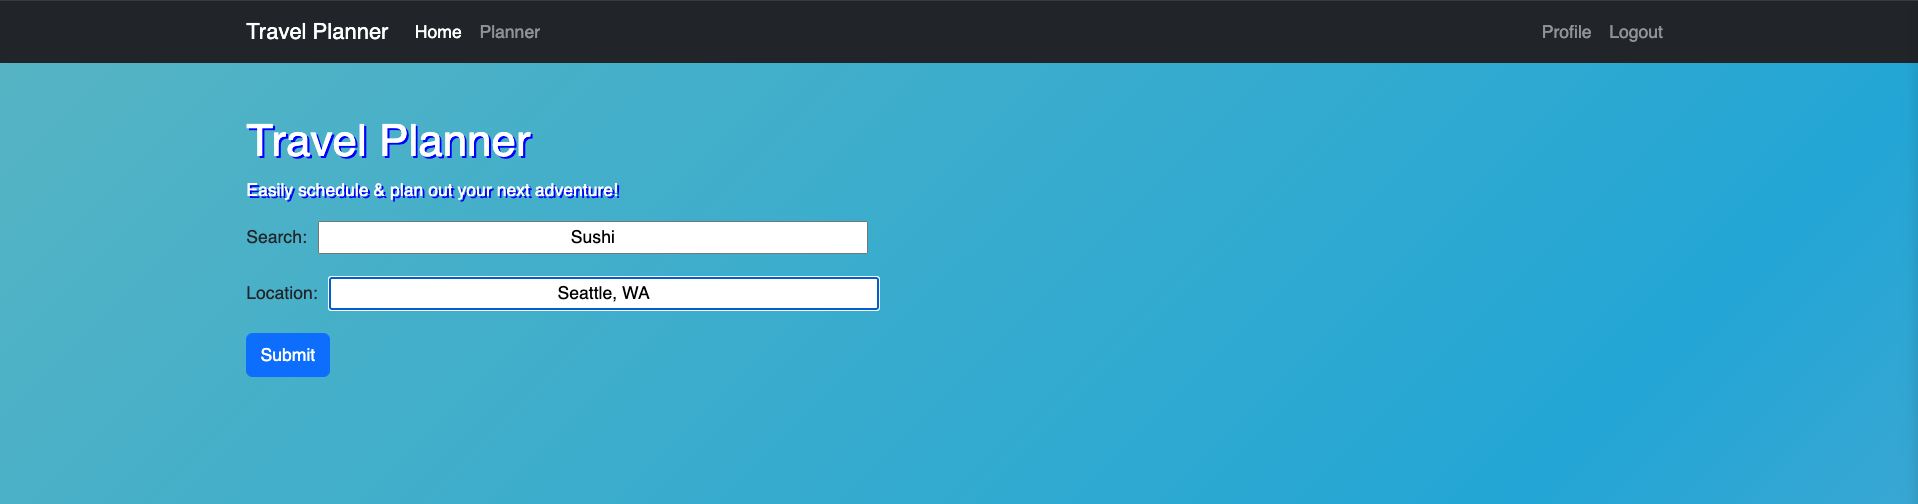 Travel Planner Home Planner Profile Logout
Travel Planner
Easily schedule & plan out your next adventure!
Search: Sushi
Location: Seattle, WA
Submit